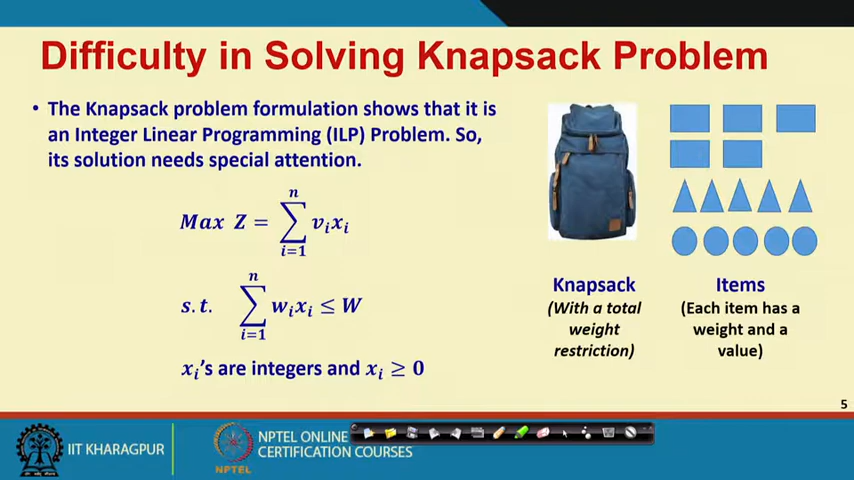 Difficulty in Solving Knapsack Problem
• The Knapsack problem formulation shows that it is
an Integer Linear Programming (ILP) Problem. So,
its solution needs special attention.
Max Z = ∑_{i=1}^{n} v_i x_i
s.t. ∑_{i=1}^{n} w_i x_i ≤ W
x_i's are integers and x_i ≥ 0
Knapsack
(With a total
weight
restriction)
Items
(Each item has a
weight and a
value)
5
IIT KHARAGPUR
NPTEL
NPTEL ONLINE
CERTIFICATION COURSES